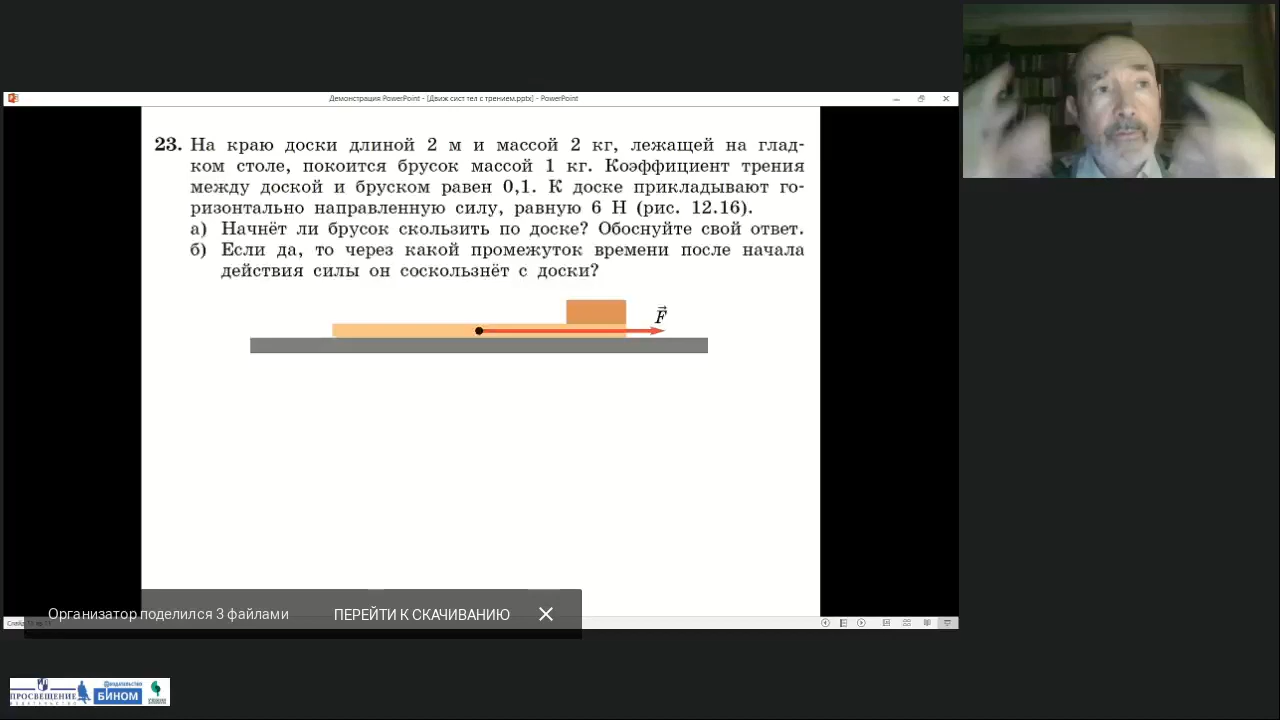 Демонстрация PowerPoint - [Движ сист тел с трением.pptx] - PowerPoint
23. На краю доски длиной 2 м и массой 2 кг, лежащей на глад-
ком столе, покоится брусок массой 1 кг. Коэффициент трения
между доской и бруском равен 0,1. К доске прикладывают го-
ризонтально направленную силу, равную 6 Н (рис. 12.16).
а) Начнёт ли брусок скользить по доске? Обоснуйте свой ответ.
б) Если да, то через какой промежуток времени после начала
действия силы он соскользнёт с доски?
F
Организатор поделился 3 файлами ПЕРЕЙТИ К СКАЧИВАНИЮ
Слайд
ПРОСВЕЩЕНИЕ
ИЗДАТЕЛЬСТВО
издательство
БИНОМ